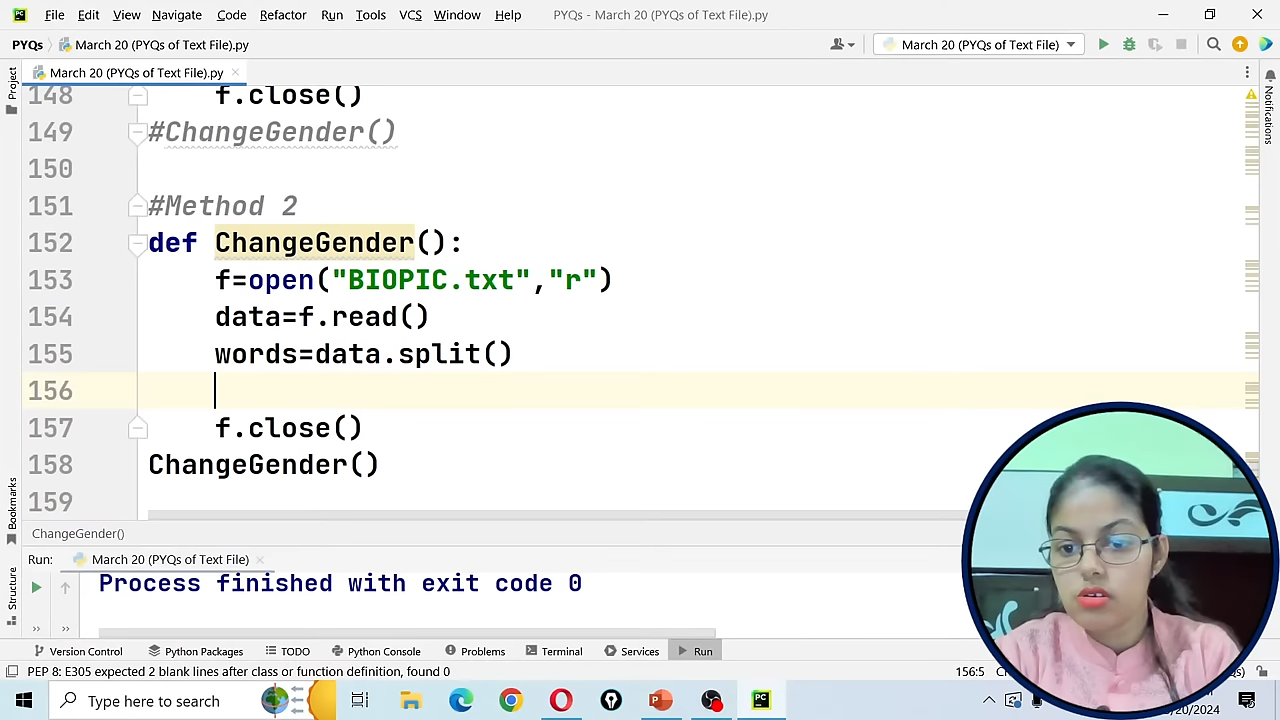 File Edit View Navigate Code Refactor Run Tools VCS Window Help PYQs - March 20 (PYQs of Text File).py
PYQs March 20 (PYQs of Text File).py March 20 (PYQs of Text File)
March 20 (PYQs of Text File).py
Project
Notifications
148 f.close()
149 #ChangeGender()
150
151 #Method 2
152 def ChangeGender():
153 f=open("BIOPIC.txt","r")
154 data=f.read()
155 words=data.split()
156
157 f.close()
158 ChangeGender()
159
Bookmarks
Structure
ChangeGender()
Run: March 20 (PYQs of Text File)
Process finished with exit code 0
Version Control Python Packages TODO Python Console Problems Terminal Services Run
PEP 8: E305 expected 2 blank lines after class or function definition, found 0 156:5
Type here to search